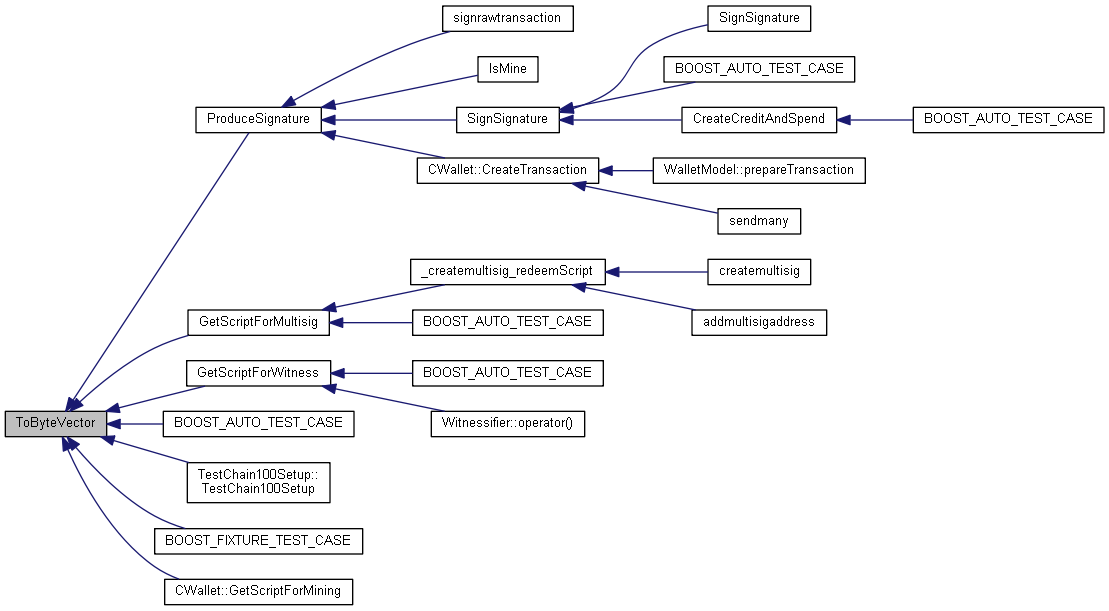 signrawtransaction
SignSignature
IsMine
BOOST_AUTO_TEST_CASE
ProduceSignature
SignSignature
CreateCreditAndSpend
BOOST_AUTO_TEST_CASE
CWallet::CreateTransaction
WalletModel::prepareTransaction
sendmany
_createmultisig_redeemScript
createmultisig
GetScriptForMultisig
BOOST_AUTO_TEST_CASE
addmultisigaddress
GetScriptForWitness
BOOST_AUTO_TEST_CASE
ToByteVector
BOOST_AUTO_TEST_CASE
Witnessifier::operator()
TestChain100Setup::
TestChain100Setup
BOOST_FIXTURE_TEST_CASE
CWallet::GetScriptForMining